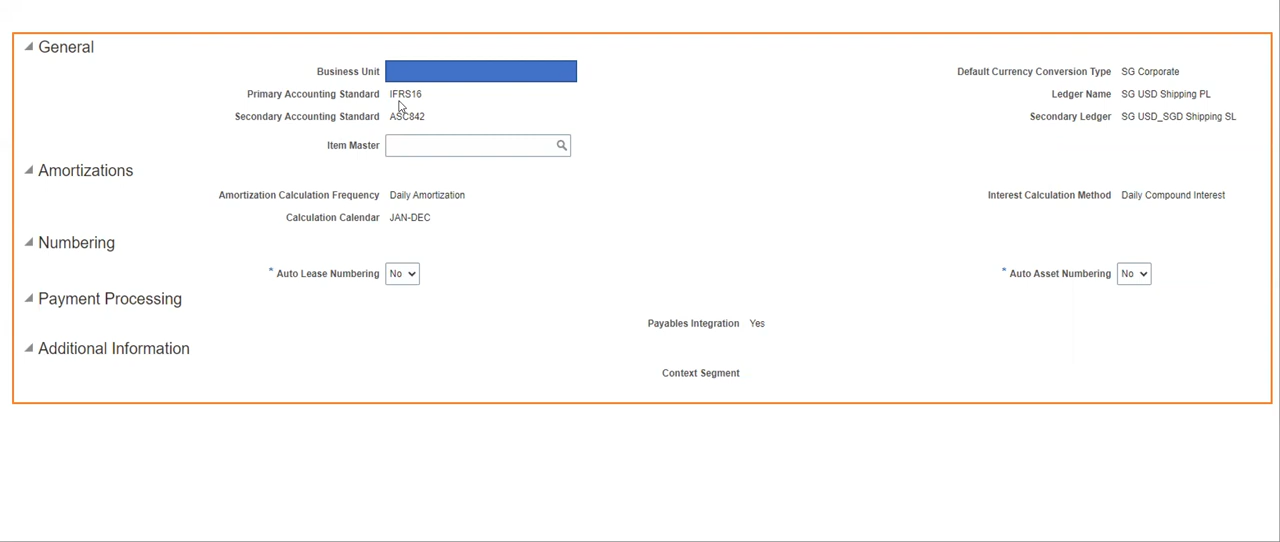 General
Business Unit
Default Currency Conversion Type SG Corporate
Primary Accounting Standard IFRS16
Ledger Name SG USD Shipping PL
Secondary Accounting Standard ASC842
Secondary Ledger SG USD_SGD Shipping SL
Item Master
Amortizations
Amortization Calculation Frequency Daily Amortization
Interest Calculation Method Daily Compound Interest
Calculation Calendar JAN-DEC
Numbering
* Auto Lease Numbering No
* Auto Asset Numbering No
Payment Processing
Payables Integration Yes
Additional Information
Context Segment